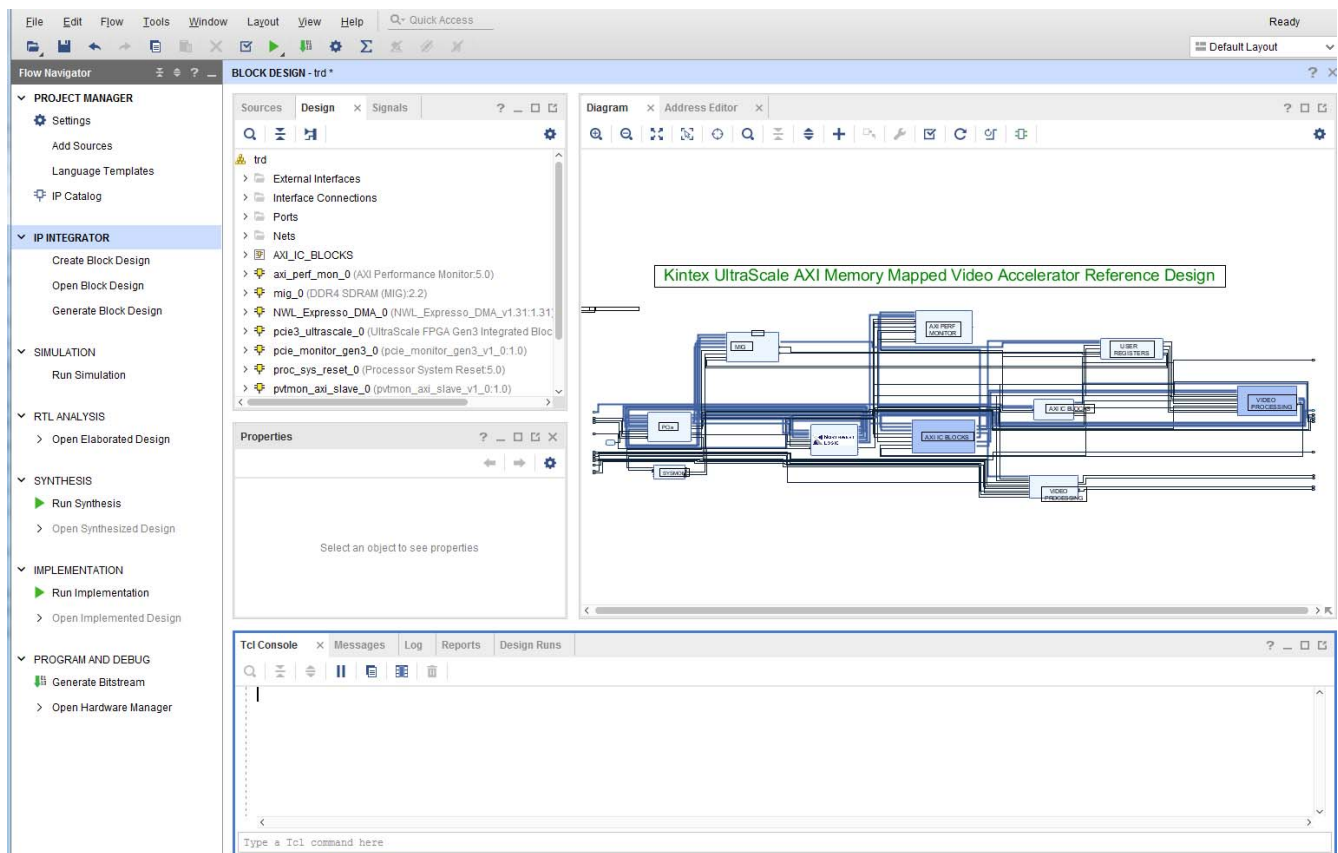 File Edit Flow Tools Window Layout View Help Quick Access Ready
Default Layout
Flow Navigator
PROJECT MANAGER
Settings
Add Sources
Language Templates
IP Catalog
IP INTEGRATOR
Create Block Design
Open Block Design
Generate Block Design
SIMULATION
Run Simulation
RTL ANALYSIS
Open Elaborated Design
SYNTHESIS
Run Synthesis
Open Synthesized Design
IMPLEMENTATION
Run Implementation
Open Implemented Design
PROGRAM AND DEBUG
Generate Bitstream
Open Hardware Manager
BLOCK DESIGN - trd *
Sources Design Signals
trd
External Interfaces
Interface Connections
Ports
Nets
AXI_IC_BLOCKS
axi_perf_mon_0 (AXI Performance Monitor:5.0)
mig_0 (DDR4 SDRAM (MIG):2.2)
NWL_Expresso_DMA_0 (NWL_Expresso_DMA_v1.31:1.31)
pcie3_ultrascale_0 (UltraScale FPGA Gen3 Integrated Bloc
pcie_monitor_gen3_0 (pcie_monitor_gen3_v1_0:1.0)
proc_sys_reset_0 (Processor System Reset:5.0)
pvtmon_axi_slave_0 (pvtmon_axi_slave_v1_0:1.0)
Properties
Select an object to see properties
Diagram Address Editor
Kintex UltraScale AXI Memory Mapped Video Accelerator Reference Design
AXI PERF
MONITOR
MIG
USER
REGISTERS
VIDEO
PROCESSING
AXI IC BLOCKS
PCIe
NORTHWEST
LOGIC
AXI IC BLOCKS
SYSMON
VIDEO
PROCESSING
Tcl Console Messages Log Reports Design Runs
Type a Tcl command here